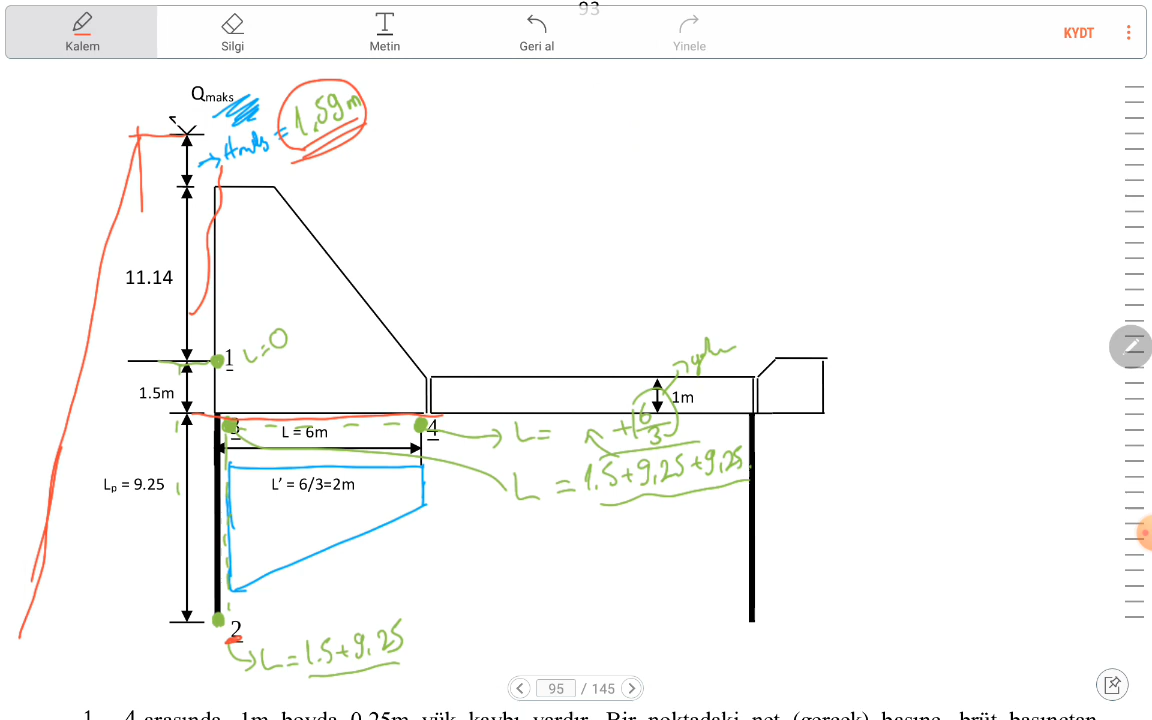 93
Kalem
Silgi
Metin
Geri al
Yinele
KYDT
Qmaks
→ Hmaks = 1,59m
11.14
1 L=0
1.5m
1m
3
L = 6m
4
L= +(6/3)
Lp = 9.25
L' = 6/3=2m
L = 1.5+9,25+9,25
2
L=1.5+9,25
95 / 145
1 4 arasında 1m boyda 0.25m yük kaybı vardır. Bir noktadaki net (gerçek) basınç, brüt basınçtan